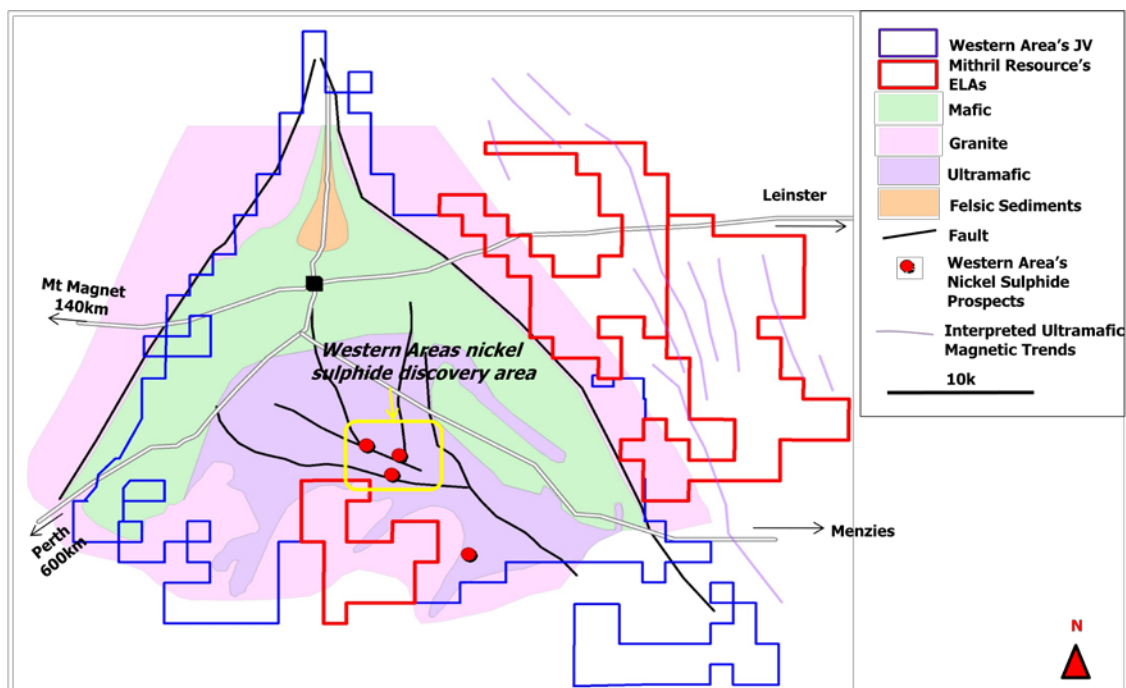 Leinster
Mt Magnet
140km
Western Areas nickel
sulphide discovery area
Perth
600km
Menzies
Western Area's JV
Mithril Resource's
ELAs
Mafic
Granite
Ultramafic
Felsic Sediments
Fault
Western Area's
Nickel Sulphide
Prospects
Interpreted Ultramafic
Magnetic Trends
10k
N